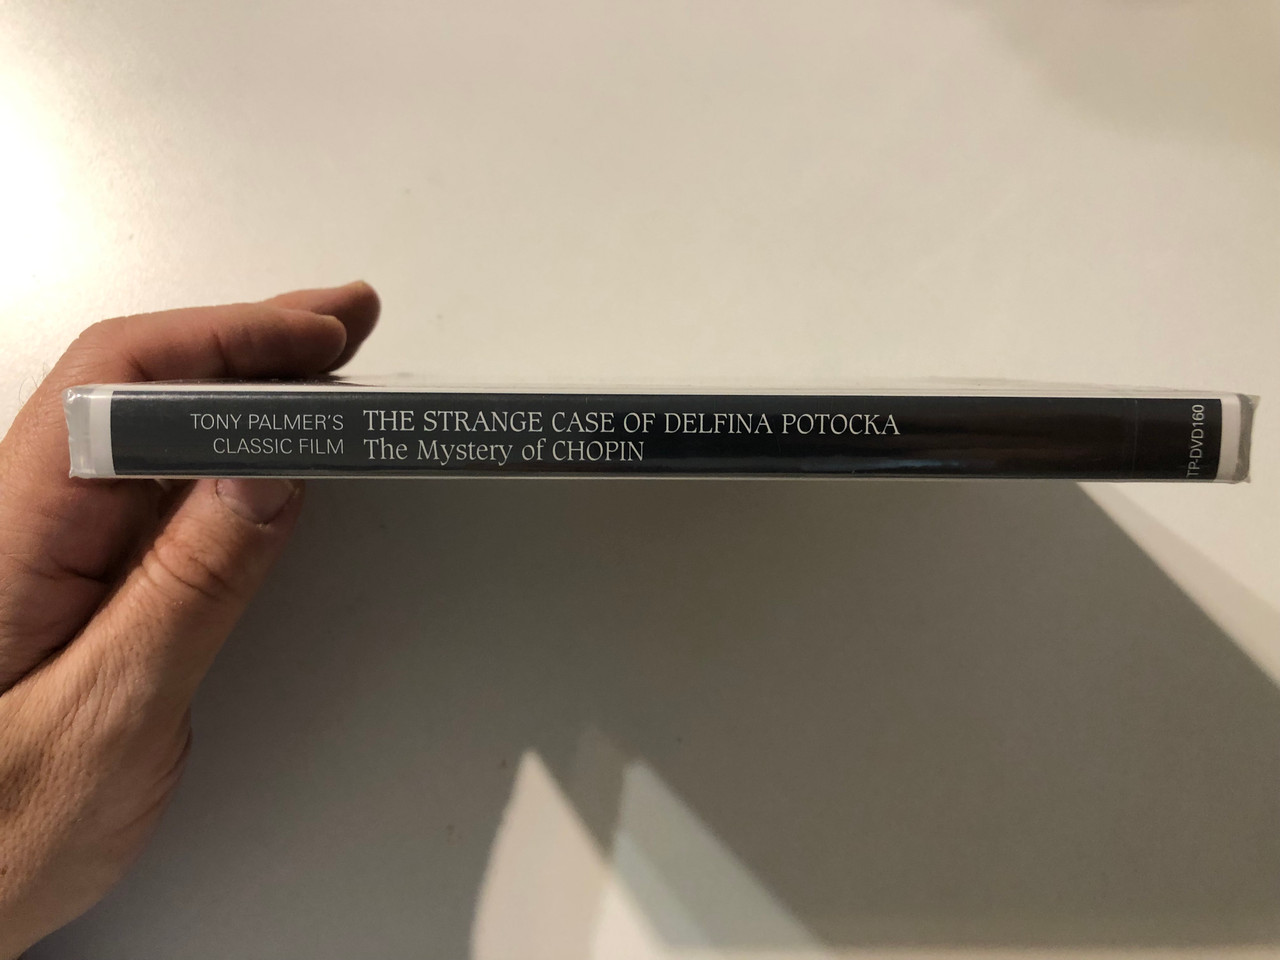 TONY PALMER'S
CLASSIC FILM
THE STRANGE CASE OF DELFINA POTOCKA
The Mystery of CHOPIN
TP-DVD160